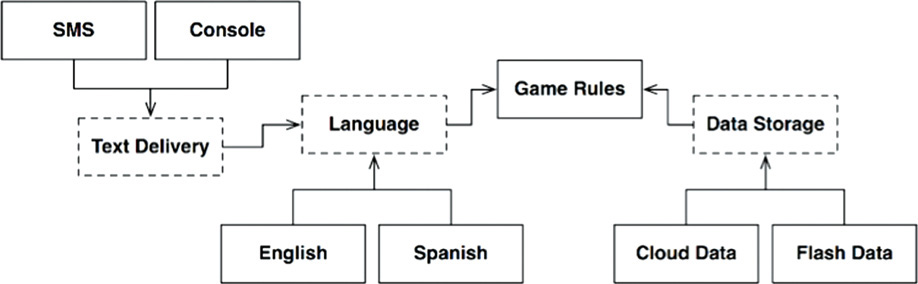 SMS
Console
Game Rules
Text Delivery
Language
Data Storage
English
Spanish
Cloud Data
Flash Data